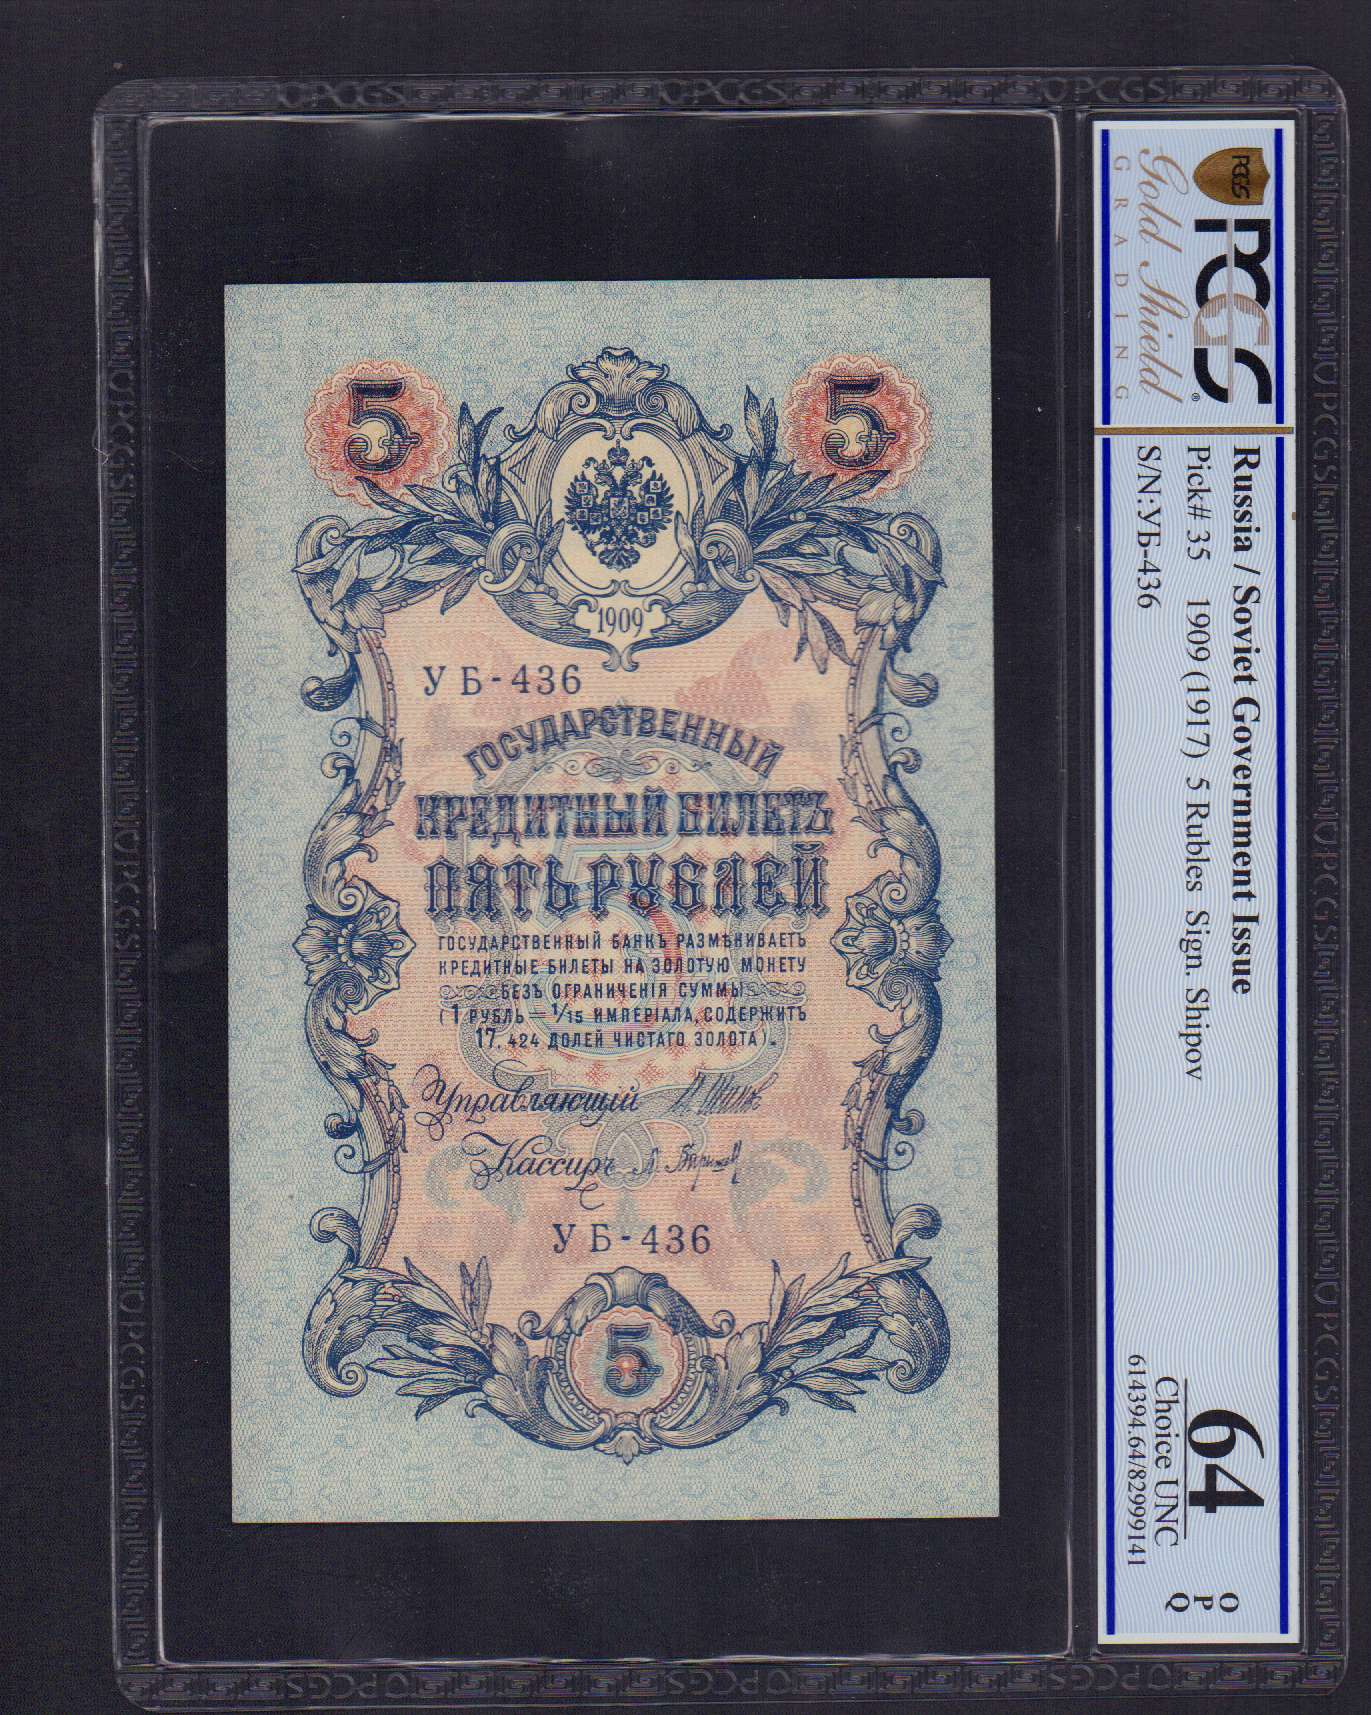 5
5
1909
УБ-436
ГОСУДАРСТВЕННЫЙ
КРЕДИТНЫЙ БИЛЕТЪ
ПЯТЬ РУБЛЕЙ
ГОСУДАРСТВЕННЫЙ БАНКЪ РАЗМѢНИВАЕТЪ
КРЕДИТНЫЕ БИЛЕТЫ НА ЗОЛОТУЮ МОНЕТУ
БЕЗЪ ОГРАНИЧЕНІЯ СУММЫ
(1 РУБЛЬ = 1/15 ИМПЕРІАЛА, СОДЕРЖИТЪ
17,424 ДОЛЕЙ ЧИСТАГО ЗОЛОТА).
Управляющій
Кассиръ
УБ-436
5
PCGS
PCGS
Gold Shield
GRADING
Russia / Soviet Government Issue
Pick# 35 1909 (1917) 5 Rubles Sign. Shipov
S/N:УБ-436
64
Choice UNC
614394.64/82999141
OPQ